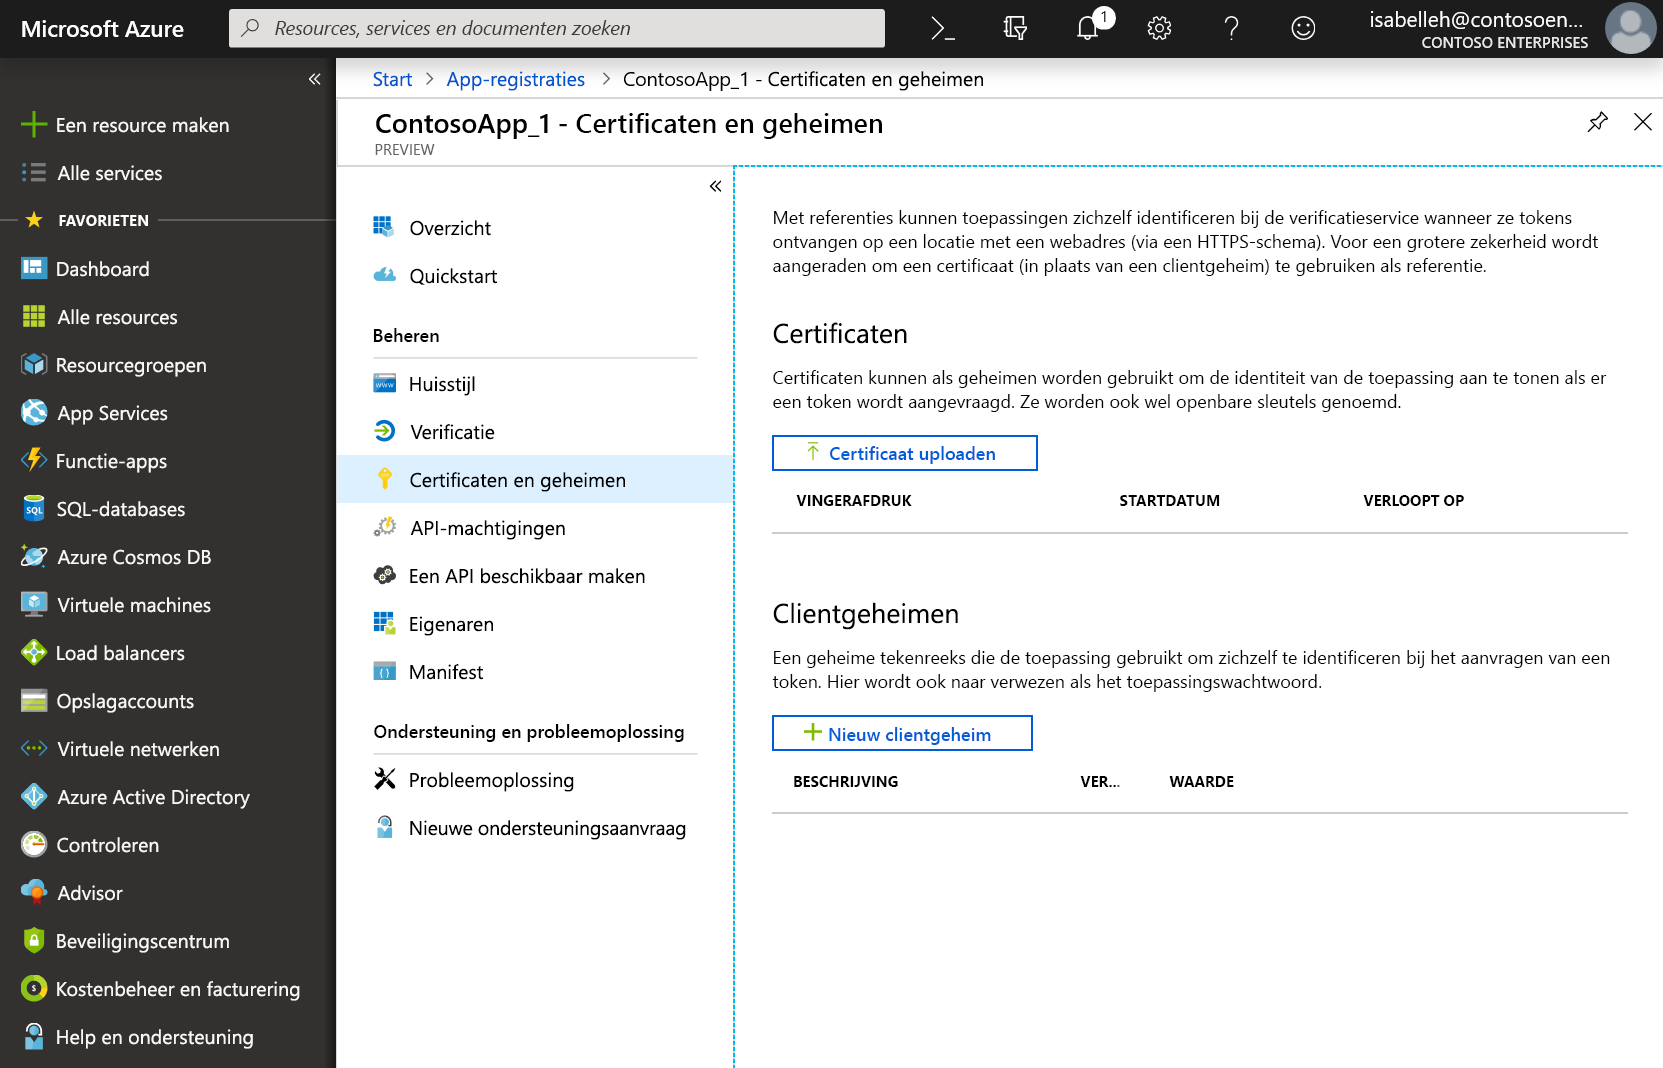 Microsoft Azure
Resources, services en documenten zoeken
1
isabelleh@contosoen...
CONTOSO ENTERPRISES
Een resource maken
Alle services
FAVORIETEN
Dashboard
Alle resources
Resourcegroepen
App Services
Functie-apps
SQL-databases
Azure Cosmos DB
Virtuele machines
Load balancers
Opslagaccounts
Virtuele netwerken
Azure Active Directory
Controleren
Advisor
Beveiligingscentrum
Kostenbeheer en facturering
Help en ondersteuning
Start > App-registraties > ContosoApp_1 - Certificaten en geheimen
ContosoApp_1 - Certificaten en geheimen
PREVIEW
Overzicht
Quickstart
Beheren
Huisstijl
Verificatie
Certificaten en geheimen
API-machtigingen
Een API beschikbaar maken
Eigenaren
Manifest
Ondersteuning en probleemoplossing
Probleemoplossing
Nieuwe ondersteuningsaanvraag
Met referenties kunnen toepassingen zichzelf identificeren bij de verificatieservice wanneer ze tokens
ontvangen op een locatie met een webadres (via een HTTPS-schema). Voor een grotere zekerheid wordt
aangeraden om een certificaat (in plaats van een clientgeheim) te gebruiken als referentie.
Certificaten
Certificaten kunnen als geheimen worden gebruikt om de identiteit van de toepassing aan te tonen als er
een token wordt aangevraagd. Ze worden ook wel openbare sleutels genoemd.
Certificaat uploaden
VINGERAFDRUK STARTDATUM VERLOOPT OP
Clientgeheimen
Een geheime tekenreeks die de toepassing gebruikt om zichzelf te identificeren bij het aanvragen van een
token. Hier wordt ook naar verwezen als het toepassingswachtwoord.
Nieuw clientgeheim
BESCHRIJVING VER... WAARDE